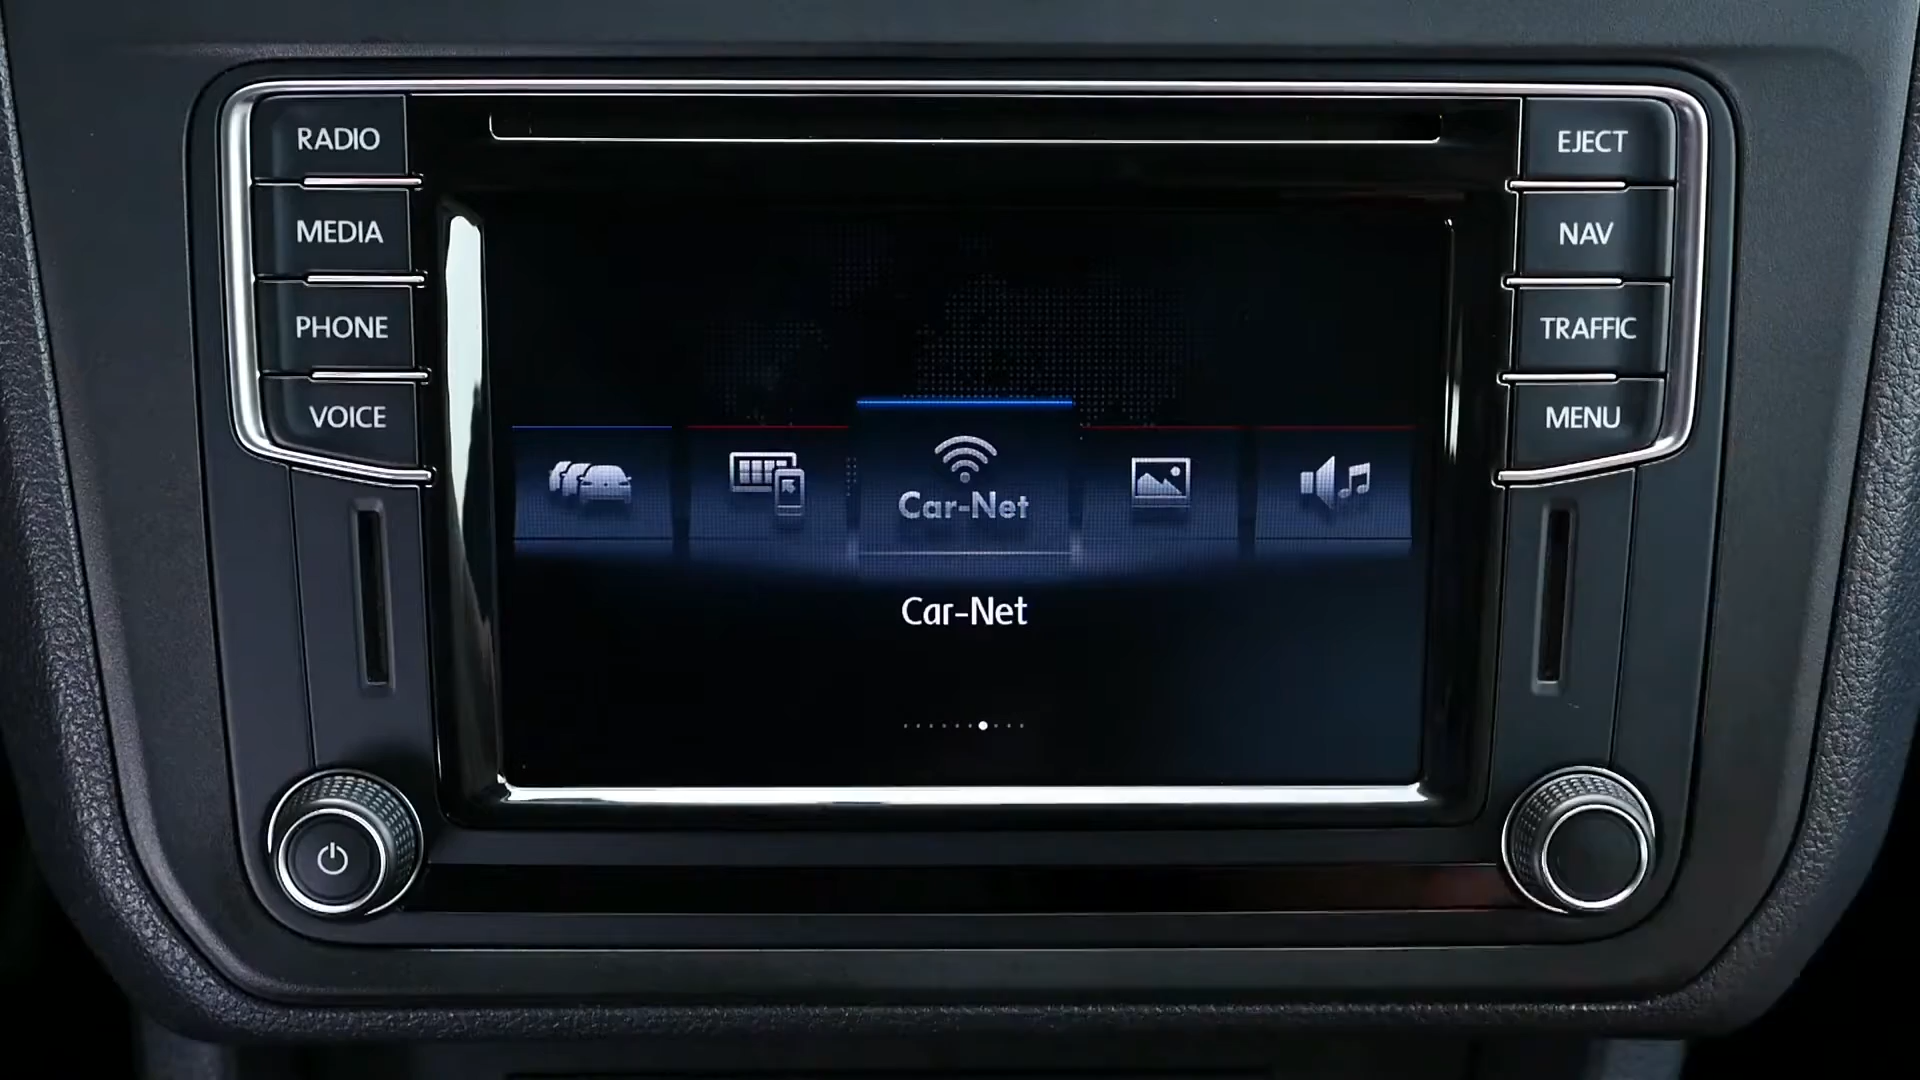 RADIO
MEDIA
PHONE
VOICE
EJECT
NAV
TRAFFIC
MENU
Car-Net
Car-Net